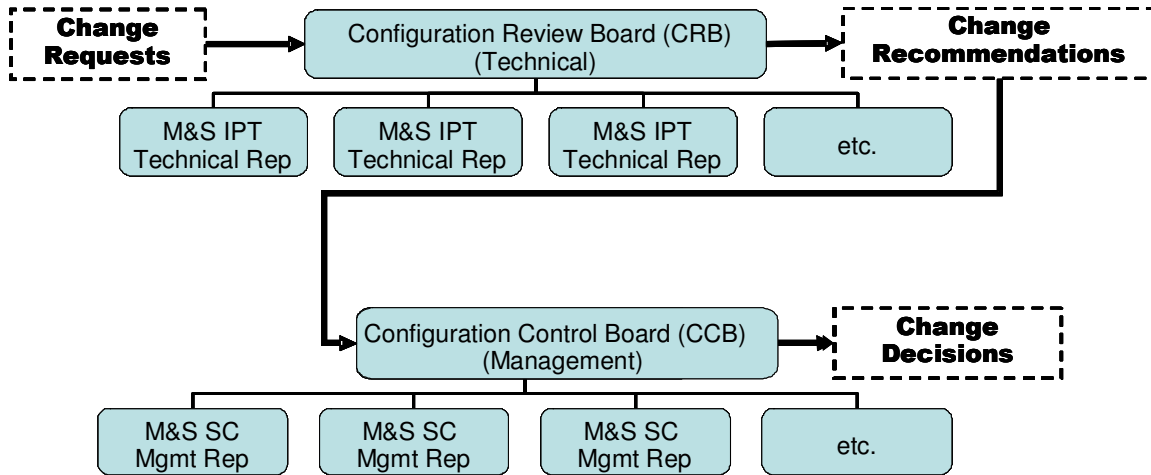 Change
Requests
Configuration Review Board (CRB)
(Technical)
Change
Recommendations
M&S IPT
Technical Rep
M&S IPT
Technical Rep
M&S IPT
Technical Rep
etc.
Configuration Control Board (CCB)
(Management)
Change
Decisions
M&S SC
Mgmt Rep
M&S SC
Mgmt Rep
M&S SC
Mgmt Rep
etc.